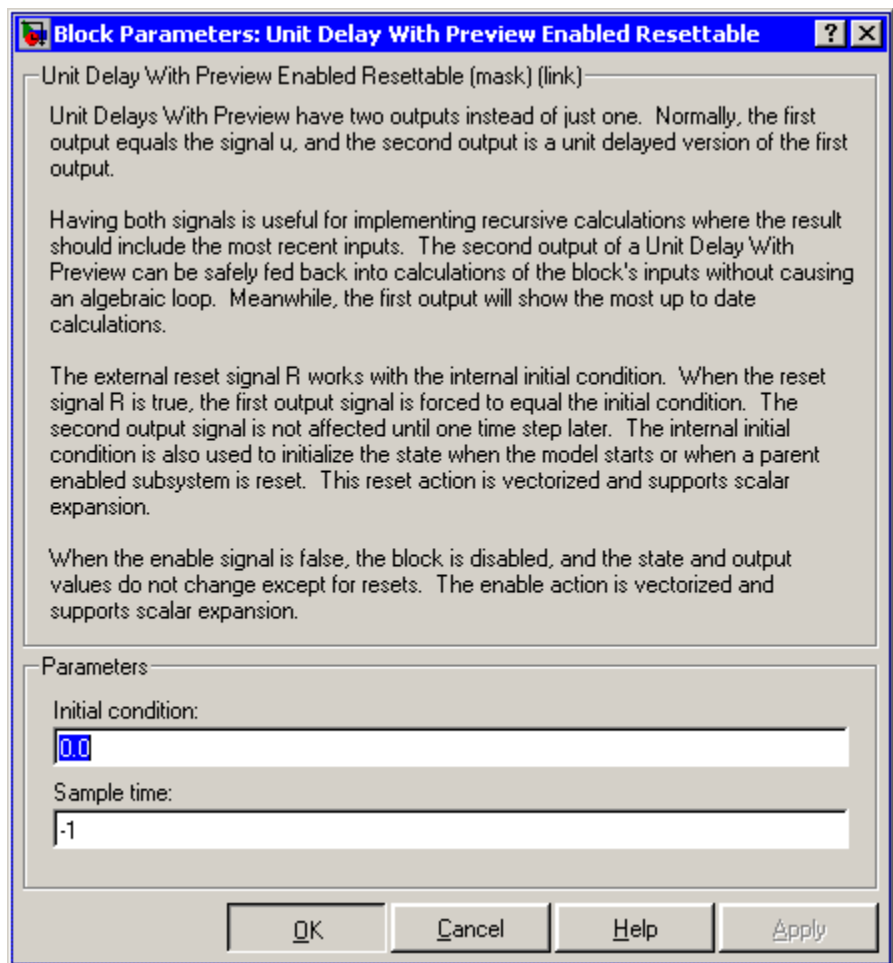 Block Parameters: Unit Delay With Preview Enabled Resettable
Unit Delay With Preview Enabled Resettable (mask) (link)
Unit Delays With Preview have two outputs instead of just one.  Normally, the first
output equals the signal u, and the second output is a unit delayed version of the first
output.
Having both signals is useful for implementing recursive calculations where the result
should include the most recent inputs.  The second output of a Unit Delay With
Preview can be safely fed back into calculations of the block's inputs without causing
an algebraic loop.  Meanwhile, the first output will show the most up to date
calculations.
The external reset signal R works with the internal initial condition.  When the reset
signal R is true, the first output signal is forced to equal the initial condition.  The
second output signal is not affected until one time step later.  The internal initial
condition is also used to initialize the state when the model starts or when a parent
enabled subsystem is reset.  This reset action is vectorized and supports scalar
expansion.
When the enable signal is false, the block is disabled, and the state and output
values do not change except for resets.  The enable action is vectorized and
supports scalar expansion.
Parameters
Initial condition:
0.0
Sample time:
-1
OK Cancel Help Apply